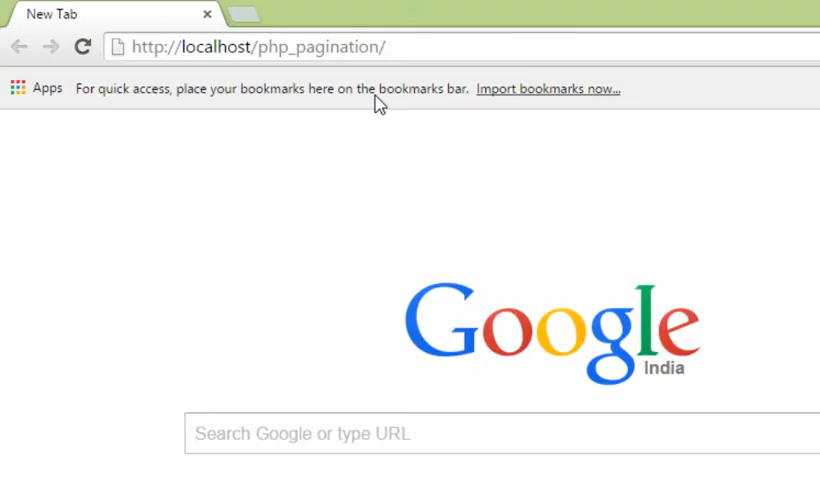 New Tab
http://localhost/php_pagination/
Apps For quick access, place your bookmarks here on the bookmarks bar. Import bookmarks now...
Google
India
Search Google or type URL